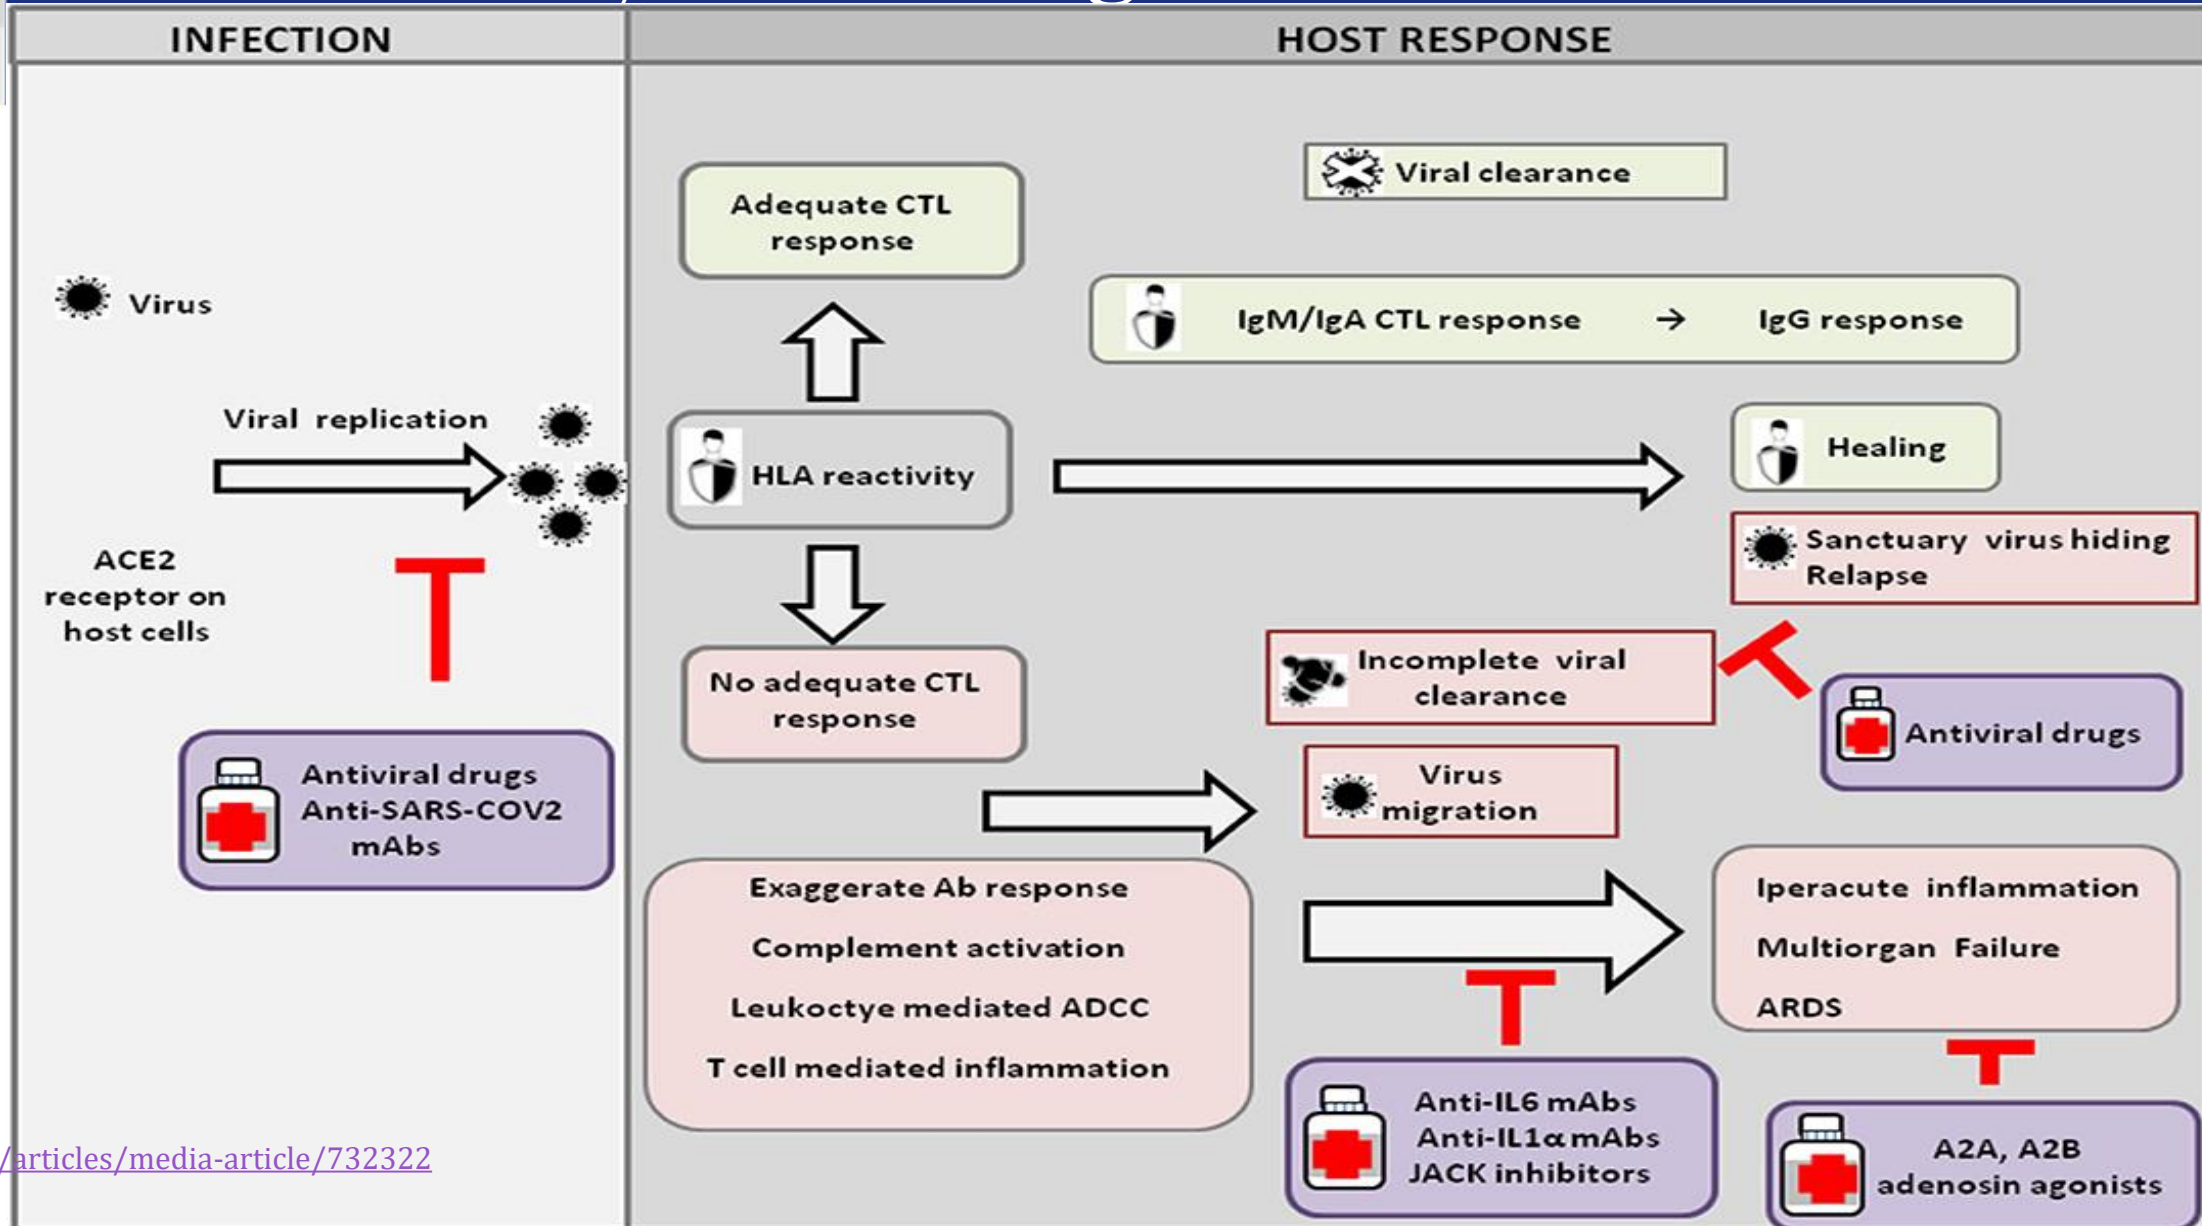 INFECTION
HOST RESPONSE
Virus
Viral replication
ACE2
receptor on
host cells
Antiviral drugs
Anti-SARS-COV2
mAbs
Adequate CTL
response
HLA reactivity
No adequate CTL
response
Exaggerate Ab response
Complement activation
Leukoctye mediated ADCC
T cell mediated inflammation
Viral clearance
IgM/IgA CTL response → IgG response
Healing
Sanctuary virus hiding
Relapse
Incomplete viral
clearance
Antiviral drugs
Virus
migration
Iperacute inflammation
Multiorgan Failure
ARDS
Anti-IL6 mAbs
Anti-IL1α mAbs
JACK inhibitors
A2A, A2B
adenosin agonists
/articles/media-article/732322